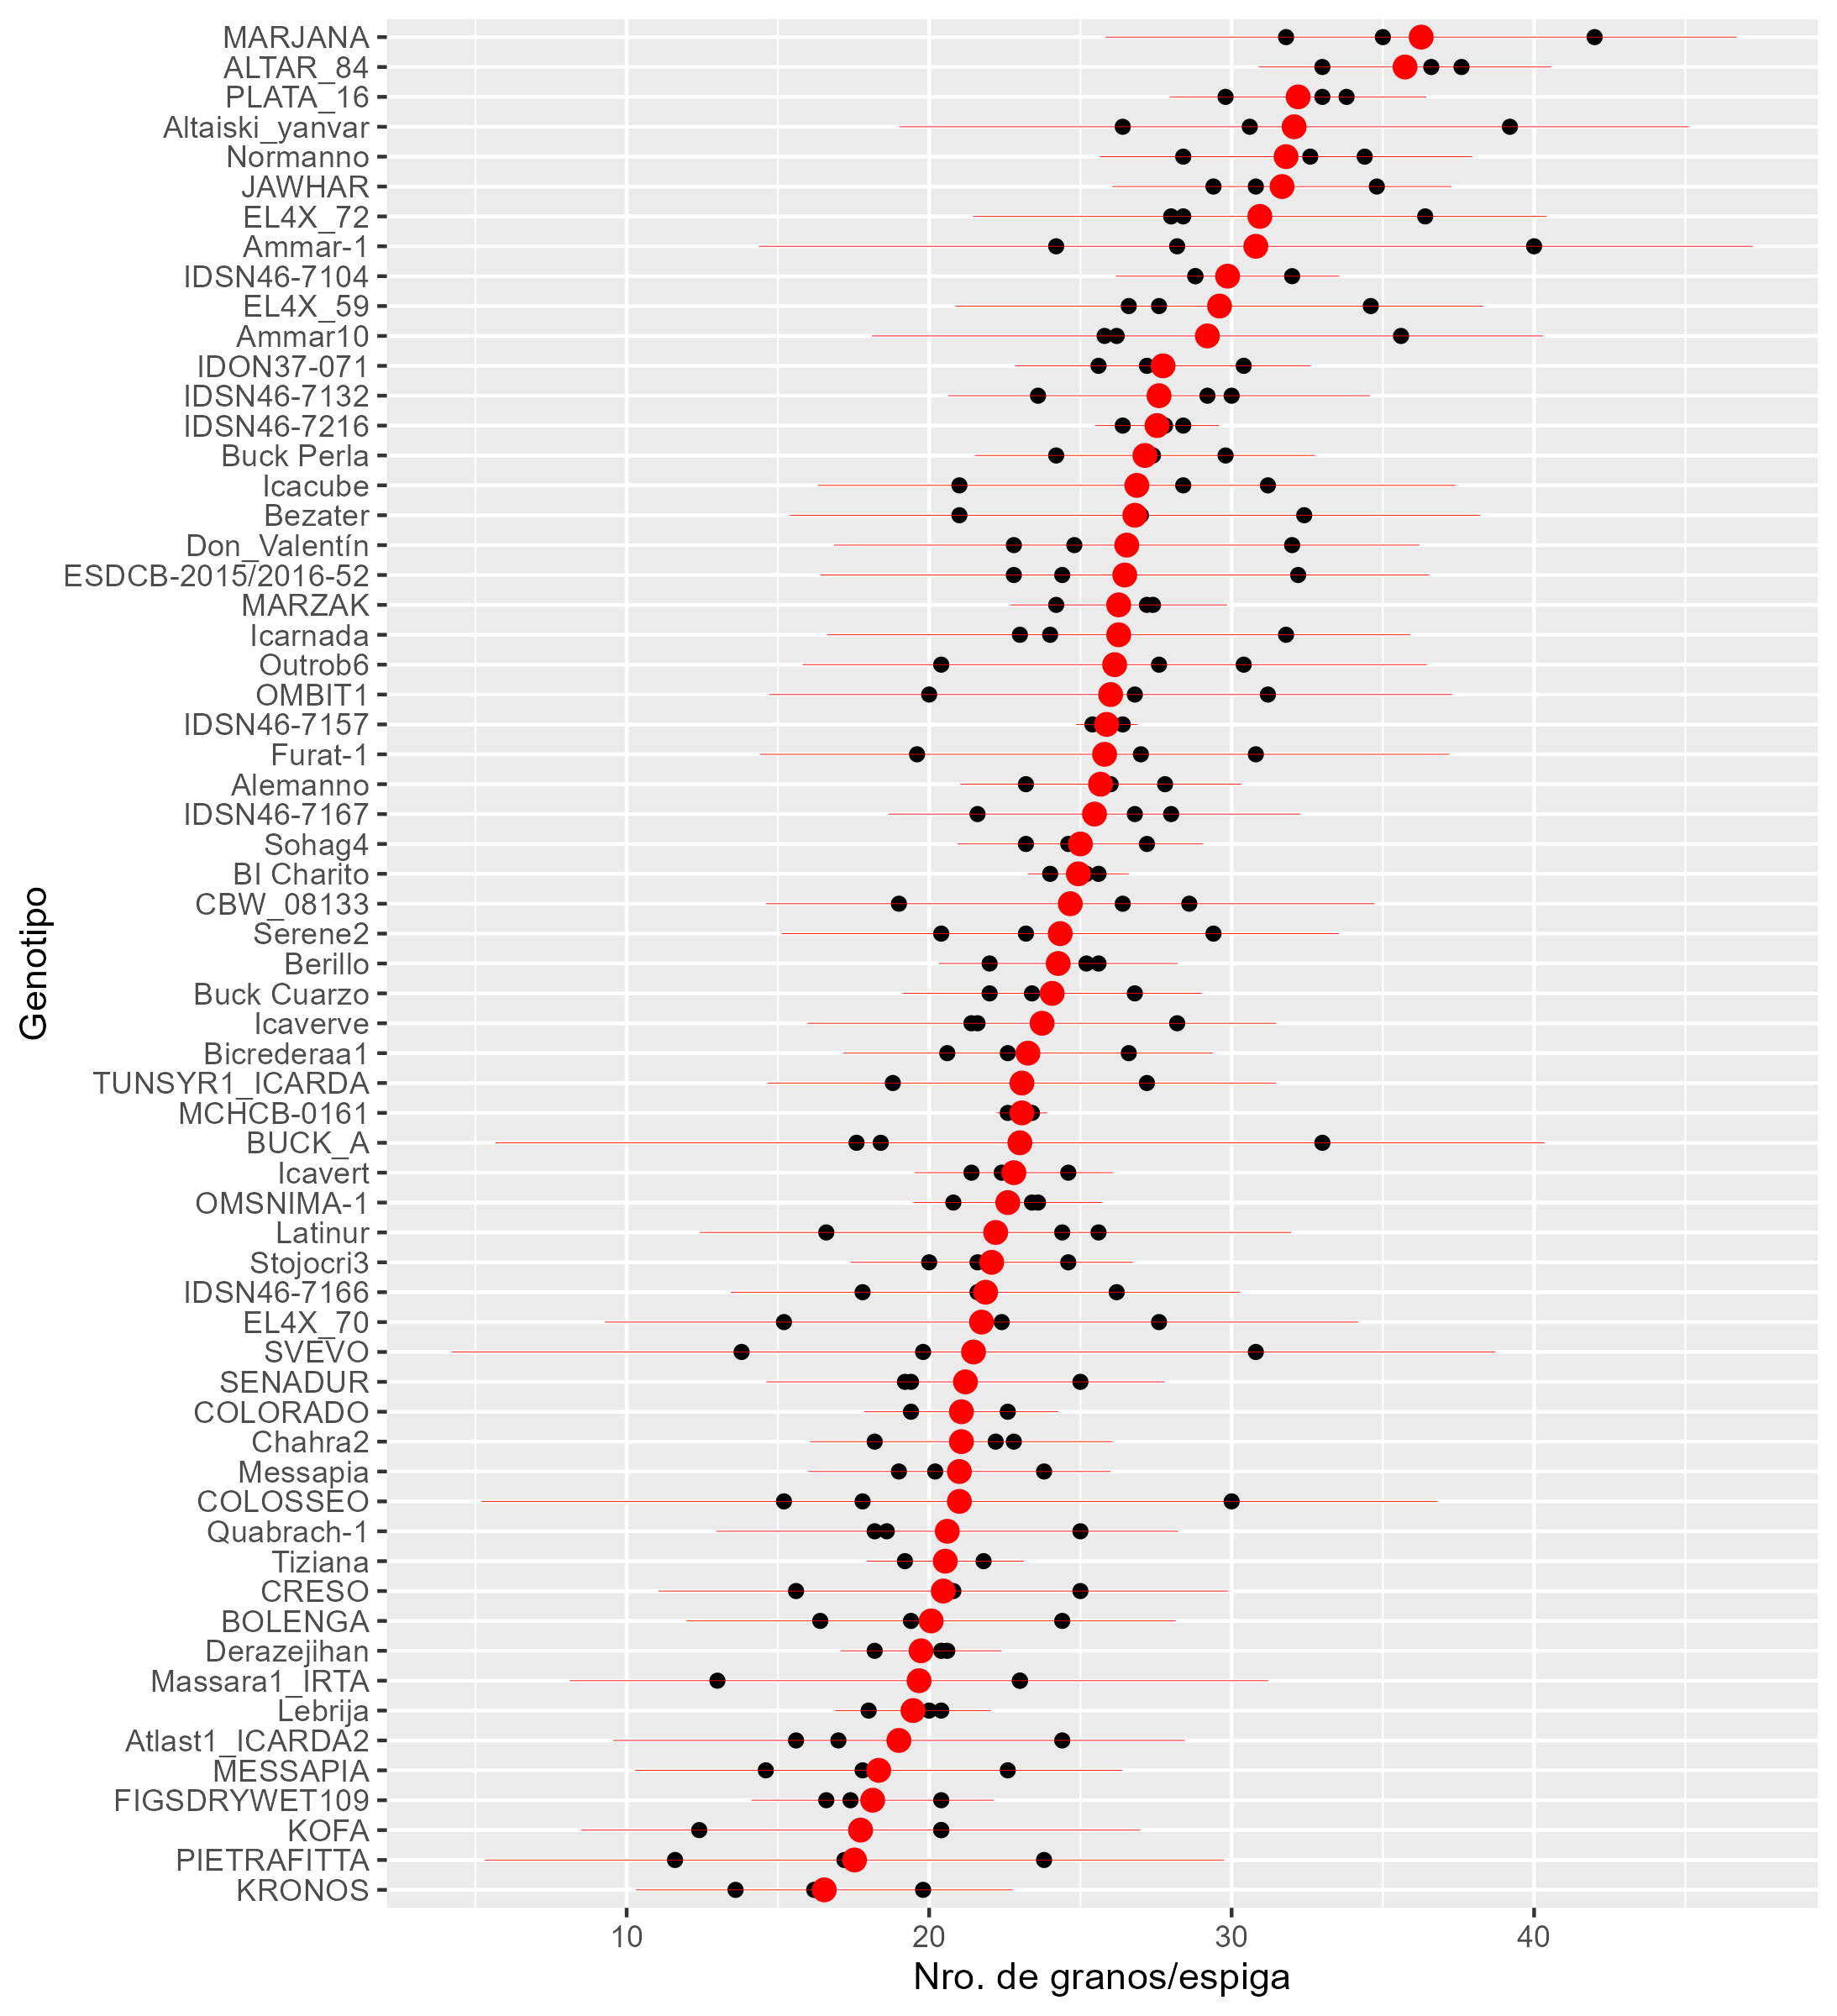 MARJANA
ALTAR_84
PLATA_16
Altaiski_yanvar
Normanno
JAWHAR
EL4X_72
Ammar-1
IDSN46-7104
EL4X_59
Ammar10
IDON37-071
IDSN46-7132
IDSN46-7216
Buck Perla
Icacube
Bezater
Don_Valentín
ESDCB-2015/2016-52
MARZAK
Icarnada
Outrob6
OMBIT1
IDSN46-7157
Furat-1
Alemanno
IDSN46-7167
Sohag4
BI Charito
CBW_08133
Serene2
Berillo
Buck Cuarzo
Icaverve
Bicrederaa1
TUNSYR1_ICARDA
MCHCB-0161
BUCK_A
Icavert
OMSNIMA-1
Latinur
Stojocri3
IDSN46-7166
EL4X_70
SVEVO
SENADUR
COLORADO
Chahra2
Messapia
COLOSSEO
Quabrach-1
Tiziana
CRESO
BOLENGA
Derazejihan
Massara1_IRTA
Lebrija
Atlast1_ICARDA2
MESSAPIA
FIGSDRYWET109
KOFA
PIETRAFITTA
KRONOS
Genotipo
10 20 30 40
Nro. de granos/espiga